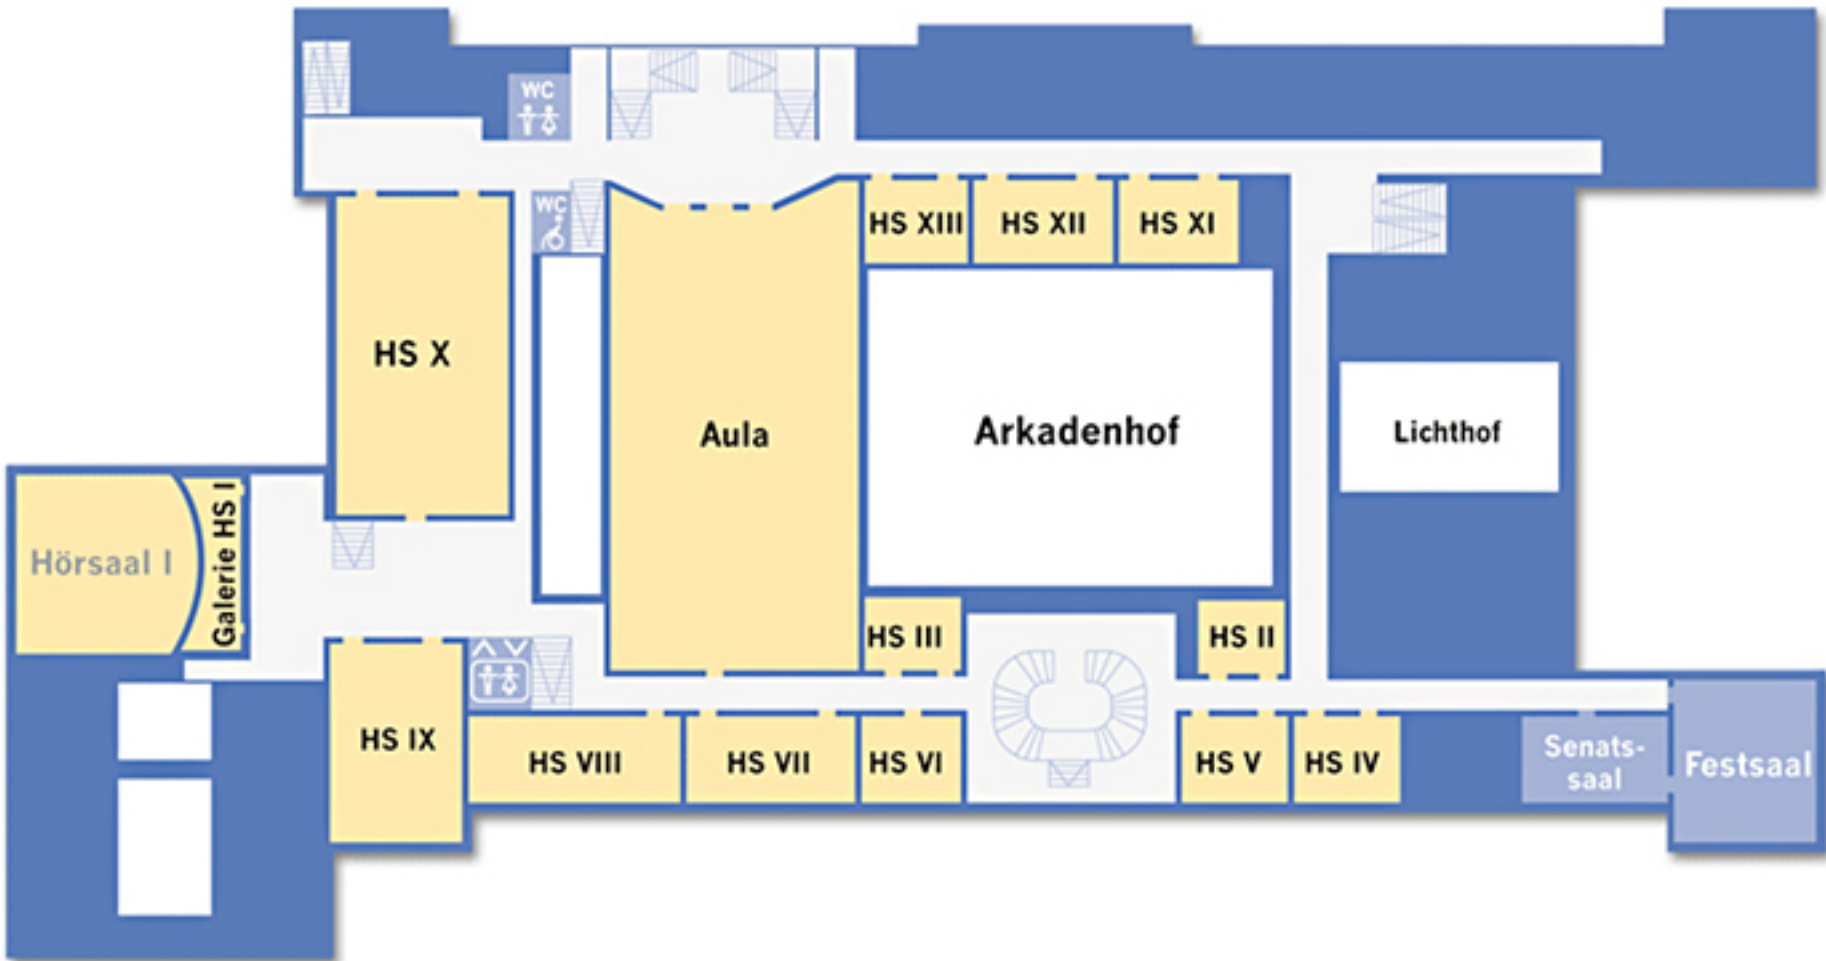 WC
WC
HS XIII
HS XII
HS XI
HS X
Aula
Arkadenhof
Lichthof
Hörsaal I
Galerie HS I
HS III
HS II
HS IX
HS VIII
HS VII
HS VI
HS V
HS IV
Senats-
saal
Festsaal